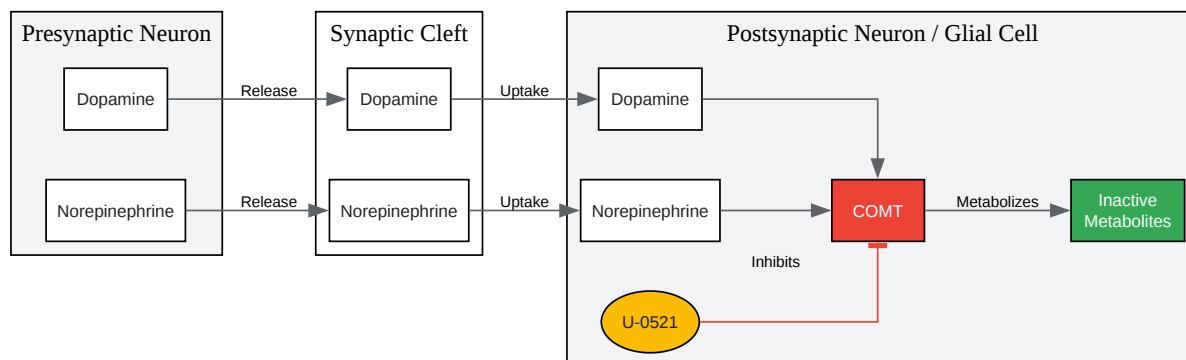 Presynaptic Neuron
Synaptic Cleft
Postsynaptic Neuron / Glial Cell
Dopamine
Release
Dopamine
Uptake
Dopamine
Norepinephrine
Release
Norepinephrine
Uptake
Norepinephrine
COMT
Metabolizes
Inactive
Metabolites
Inhibits
U-0521